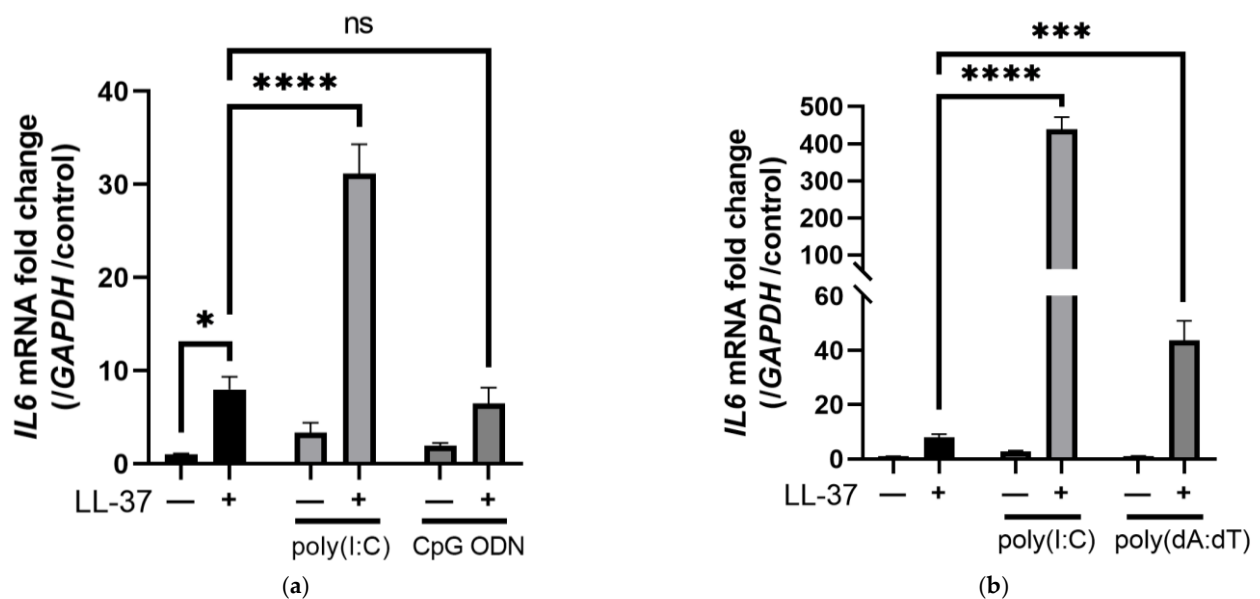 ns
****
*
IL6 mRNA fold change
(/GAPDH /control)
40
30
20
10
0
LL-37 — + — + — +
poly(I:C) CpG ODN
(a)
***
****
IL6 mRNA fold change
(/GAPDH /control)
500
400
300
200
100
60
40
20
0
LL-37 — + — + — +
poly(I:C) poly(dA:dT)
(b)